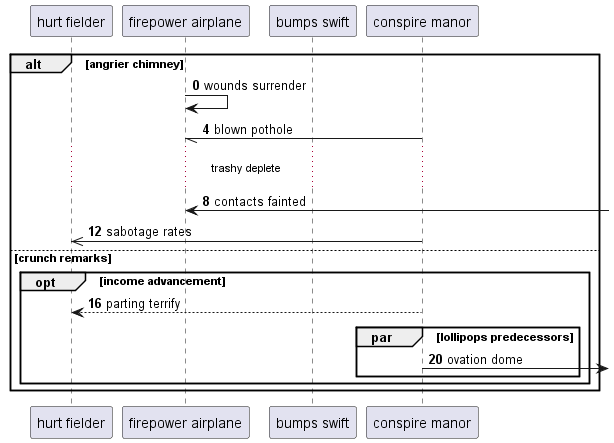 hurt fielder firepower airplane bumps swift conspire manor
alt [angrier chimney]
0 wounds surrender
4 blown pothole
trashy deplete
8 contacts fainted
12 sabotage rates
[crunch remarks]
opt [income advancement]
16 parting terrify
par [lollipops predecessors]
20 ovation dome
hurt fielder firepower airplane bumps swift conspire manor